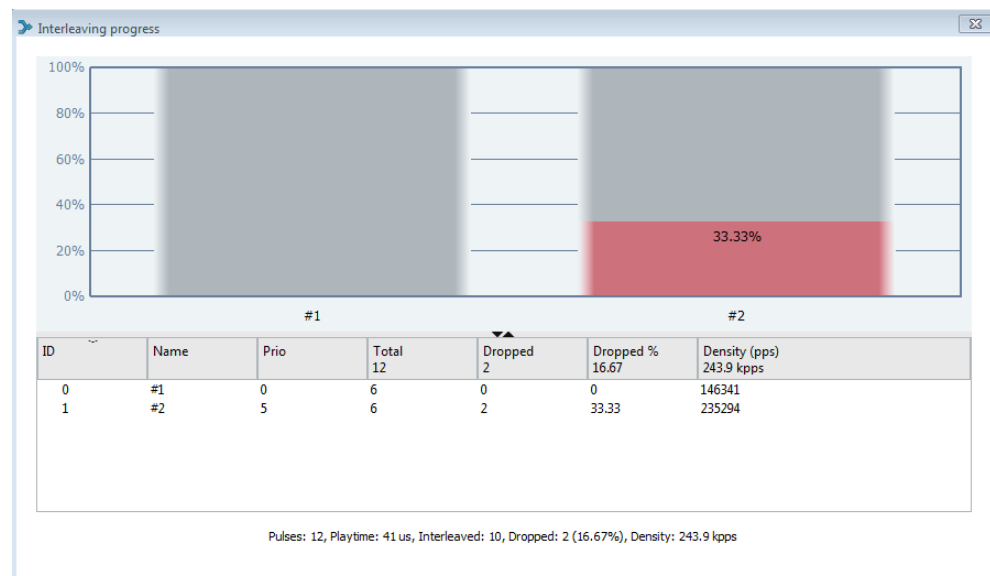 Interleaving progress
100%
80%
60%
40%
20%
0%
33.33%
#1 #2
ID Name Prio Total Dropped Dropped % Density (pps)
12 2 16.67 243.9 kpps
0 #1 0 6 0 0 146341
1 #2 5 6 2 33.33 235294
Pulses: 12, Playtime: 41 us, Interleaved: 10, Dropped: 2 (16.67%), Density: 243.9 kpps